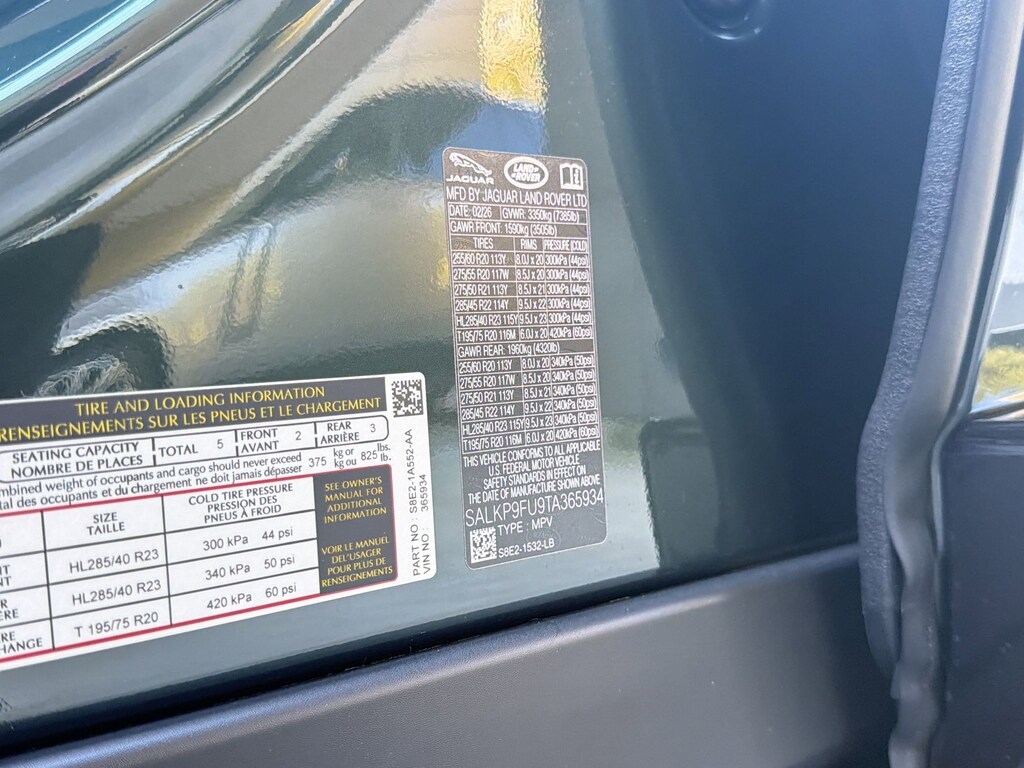 JAGUAR
LAND ROVER
MFD BY JAGUAR LAND ROVER LTD
DATE: 02/26 GVWR: 3350kg (7385lb)
GAWR FRONT: 1590kg (3505lb)
TIRES RIMS PRESSURE (COLD)
255/60 R20 113Y 8.0J x 20 300kPa (44psi)
275/55 R20 117W 8.5J x 20 300kPa (44psi)
275/50 R21 113Y 8.5J x 21 300kPa (44psi)
285/45 R22 114Y 9.5J x 22 300kPa (44psi)
HL285/40 R23 115Y 9.5J x 23 300kPa (44psi)
T195/75 R20 116M 6.0J x 20 420kPa (60psi)
GAWR REAR: 1960kg (4320lb)
255/60 R20 113Y 8.0J x 20 340kPa (50psi)
275/55 R20 117W 8.5J x 20 340kPa (50psi)
275/50 R21 113Y 8.5J x 21 340kPa (50psi)
285/45 R22 114Y 9.5J x 22 340kPa (50psi)
HL285/40 R23 115Y 9.5J x 23 340kPa (50psi)
T195/75 R20 116M 6.0J x 20 420kPa (60psi)
THIS VEHICLE CONFORMS TO ALL APPLICABLE
U.S. FEDERAL MOTOR VEHICLE
SAFETY STANDARDS IN EFFECT ON
THE DATE OF MANUFACTURE SHOWN ABOVE
SALKP9FU9TA365934
TYPE : MPV
S8E2-1532-LB
TIRE AND LOADING INFORMATION
RENSEIGNEMENTS SUR LES PNEUS ET LE CHARGEMENT
SEATING CAPACITY
NOMBRE DE PLACES
TOTAL 5
FRONT
AVANT 2
REAR
ARRIÈRE 3
ombined weight of occupants and cargo should never exceed 375 kg or 825 lbs.
tal des occupants et du chargement ne doit jamais dépasser kg ou lb.
SIZE
TAILLE
COLD TIRE PRESSURE
PRESSION DES
PNEUS À FROID
HL285/40 R23 300 kPa 44 psi
HL285/40 R23 340 kPa 50 psi
T 195/75 R20 420 kPa 60 psi
SEE OWNER'S
MANUAL FOR
ADDITIONAL
INFORMATION
VOIR LE MANUEL
DE L'USAGER
POUR PLUS DE
RENSEIGNEMENTS
PART NO : S8E2-1A552-AA
VIN NO : 365934